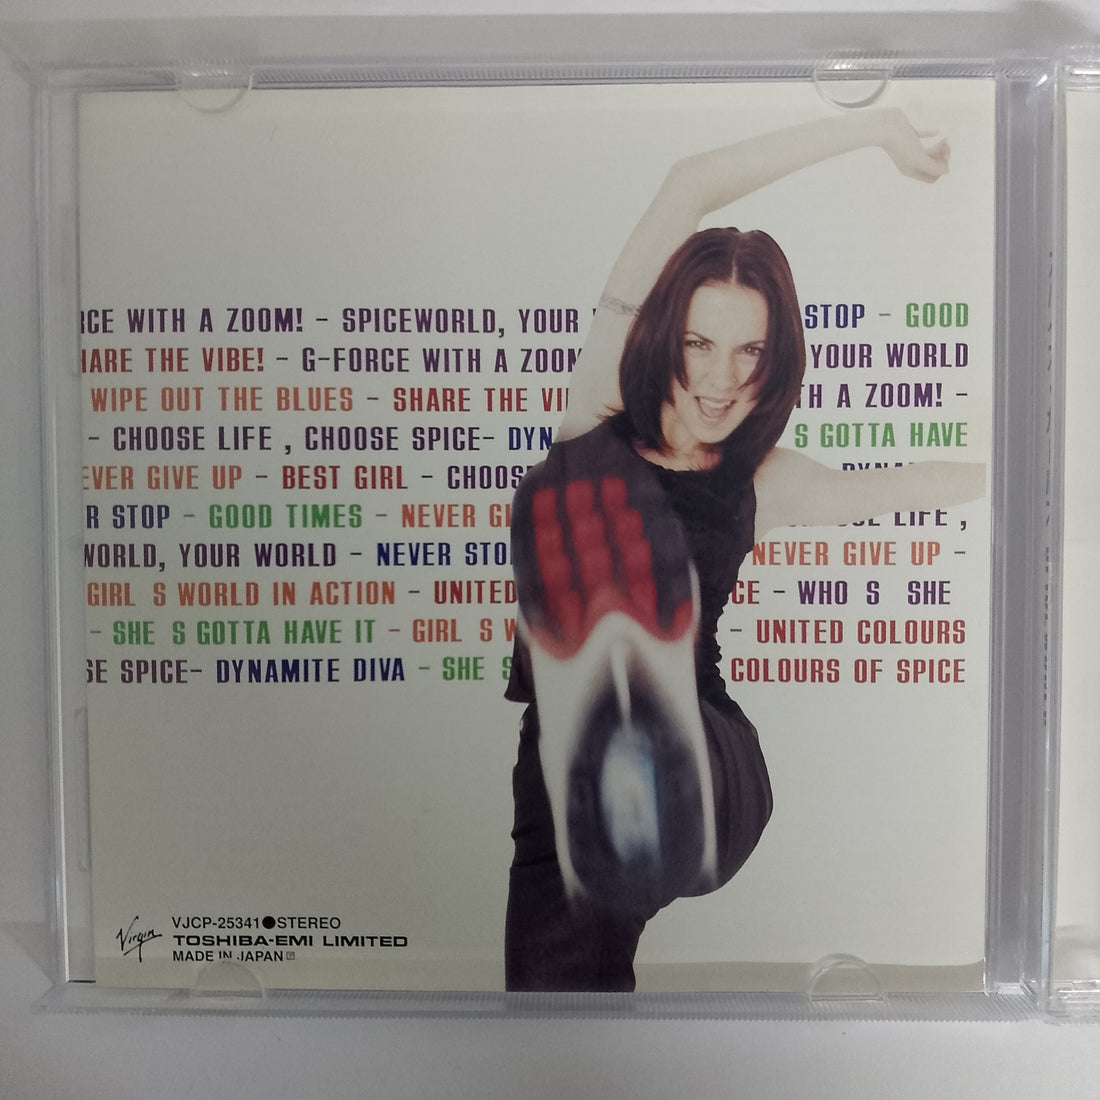 RCE WITH A ZOOM! - SPICEWORLD, YOUR STOP - GOOD
HARE THE VIBE! - G-FORCE WITH A ZOOM YOUR WORLD
WIPE OUT THE BLUES - SHARE THE VI TH A ZOOM! -
- CHOOSE LIFE , CHOOSE SPICE- DYN S GOTTA HAVE
EVER GIVE UP - BEST GIRL - CHOOS DYNA
R STOP - GOOD TIMES - NEVER GI LIFE ,
WORLD, YOUR WORLD - NEVER STO NEVER GIVE UP -
GIRL S WORLD IN ACTION - UNITED CE - WHO S SHE
- SHE S GOTTA HAVE IT - GIRL S W - UNITED COLOURS
SE SPICE- DYNAMITE DIVA - SHE S COLOURS OF SPICE
Virgin
VJCP-25341●STEREO
TOSHIBA-EMI LIMITED
MADE IN JAPAN